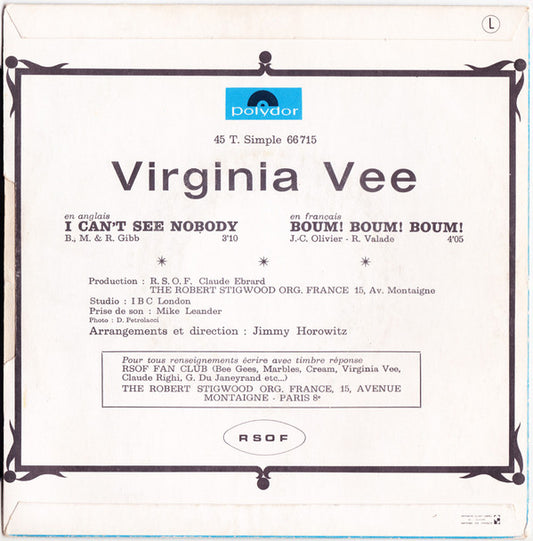 L
polydor
45 T. Simple 66 715
Virginia Vee
en anglais
I CAN'T SEE NOBODY
B., M. & R. Gibb 3'10
en français
BOUM! BOUM! BOUM!
J.-C. Olivier - R. Valade 4'05
* * *
Production : R. S. O. F. Claude Ebrard
THE ROBERT STIGWOOD ORG. FRANCE 15, Av. Montaigne
Studio : I B C London
Prise de son : Mike Leander
Photo : D. Petrolacci
Arrangements et direction : Jimmy Horowitz
Pour tous renseignements écrire avec timbre réponse
RSOF FAN CLUB (Bee Gees, Marbles, Cream, Virginia Vee,
Claude Righi, G. Du Janeyrand etc...)
THE ROBERT STIGWOOD ORG. FRANCE, 15, AVENUE
MONTAIGNE - PARIS 8e
RSOF